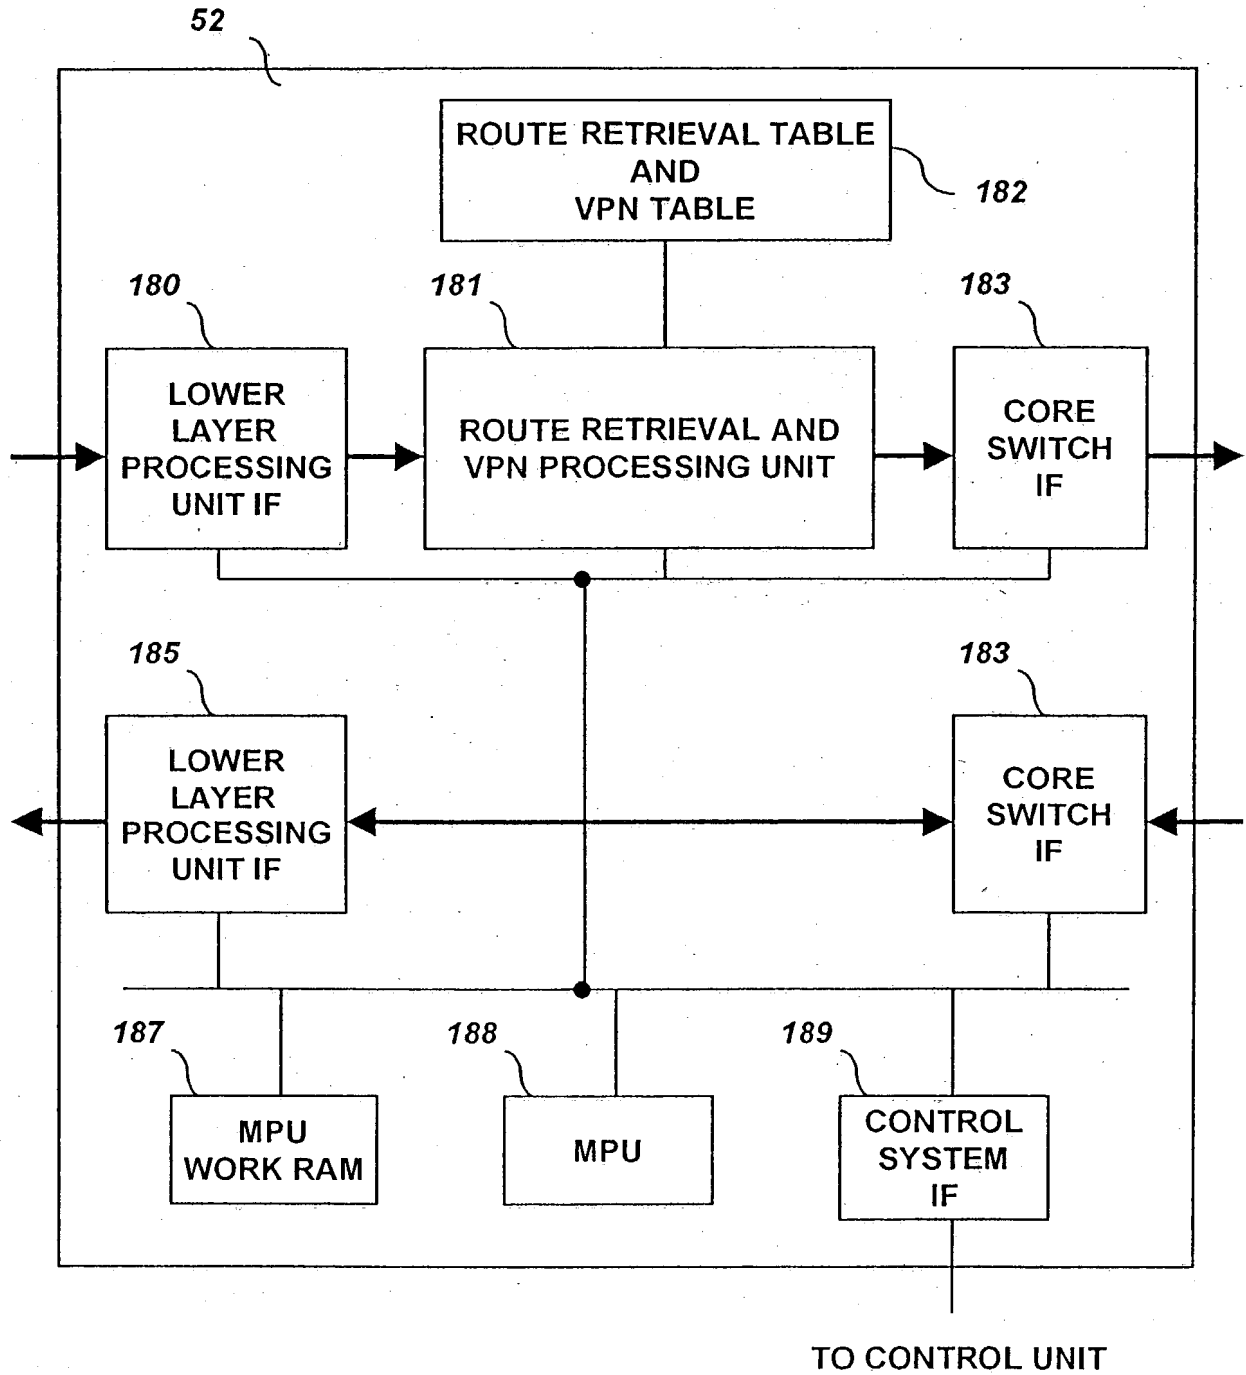 52
ROUTE RETRIEVAL TABLE
AND
VPN TABLE
182
180
181
183
LOWER
LAYER
PROCESSING
UNIT IF
ROUTE RETRIEVAL AND
VPN PROCESSING UNIT
CORE
SWITCH
IF
185
183
LOWER
LAYER
PROCESSING
UNIT IF
CORE
SWITCH
IF
187
188
189
MPU
WORK RAM
MPU
CONTROL
SYSTEM
IF
TO CONTROL UNIT